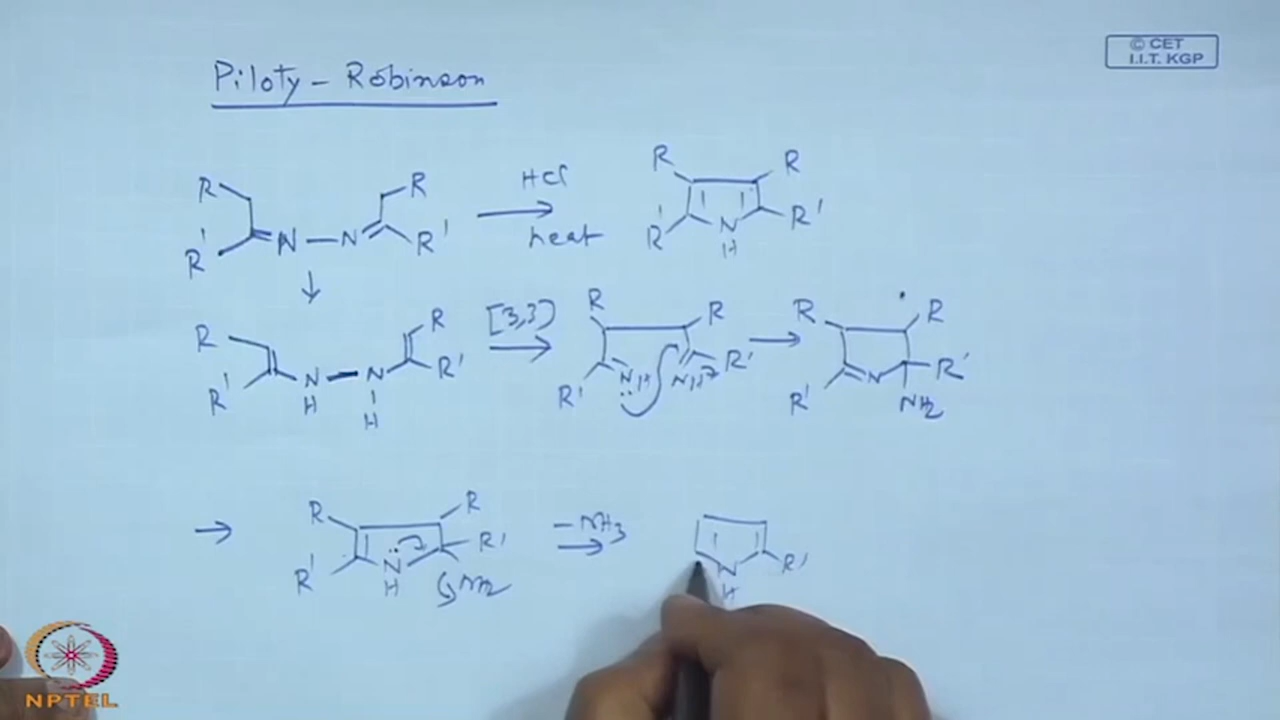 © CET
I.I.T. KGP
Piloty - Robinson
R R HCl R R
R' N N R' heat R' N R'
H
R R [3,3) R R R R
R' N N R' R' NH NH R' R' N R'
H H NH2
R R - NH3
R' N R' N R'
H NH2 H
NPTEL